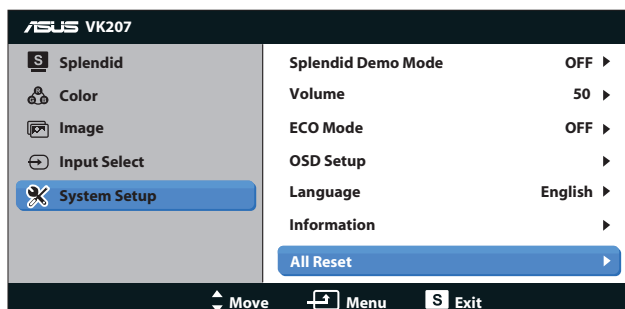 ASUS VK207
S Splendid
Color
Image
Input Select
System Setup
Splendid Demo Mode OFF
Volume 50
ECO Mode OFF
OSD Setup
Language English
Information
All Reset
Move Menu S Exit